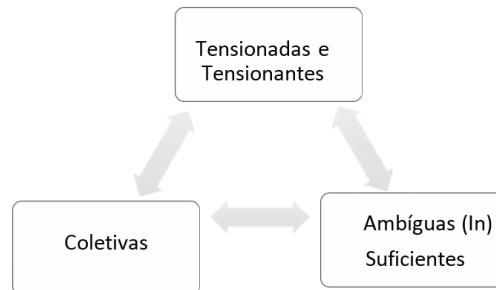 Tensionadas e
Tensionantes
Coletivas
Ambíguas (In)
Suficientes